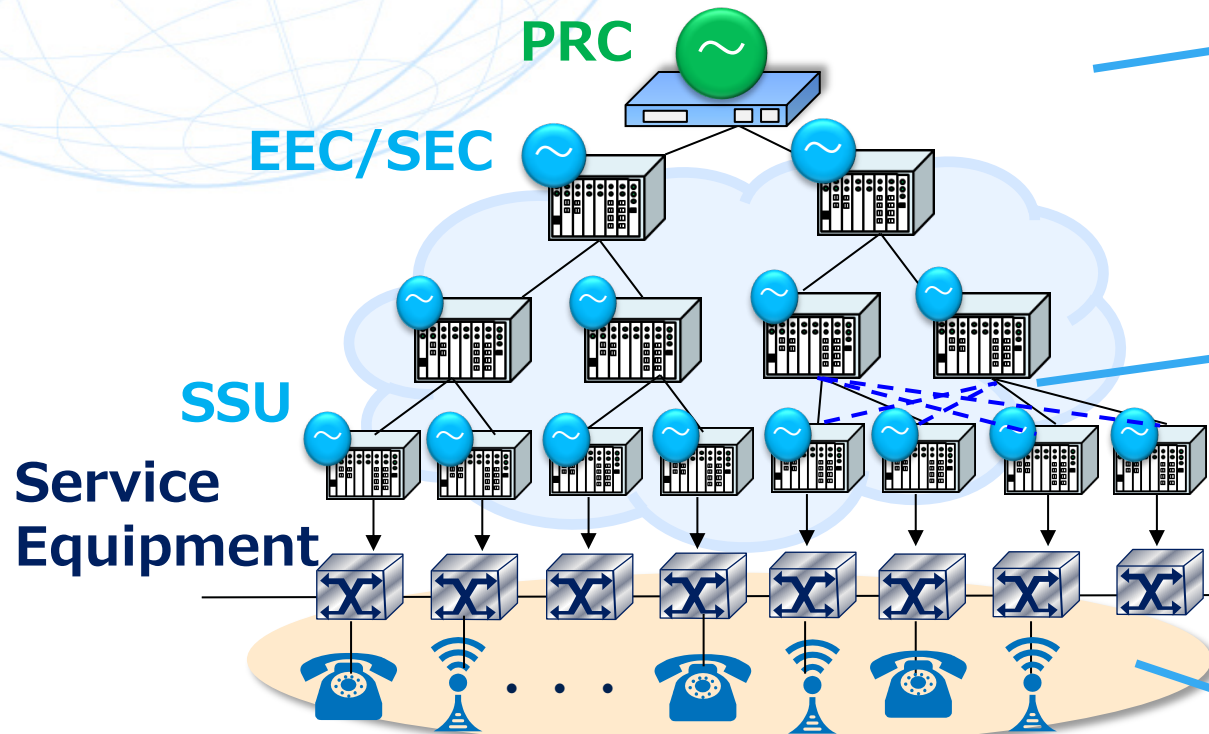 PRC
EEC/SEC
SSU
Service
Equipment
. . .